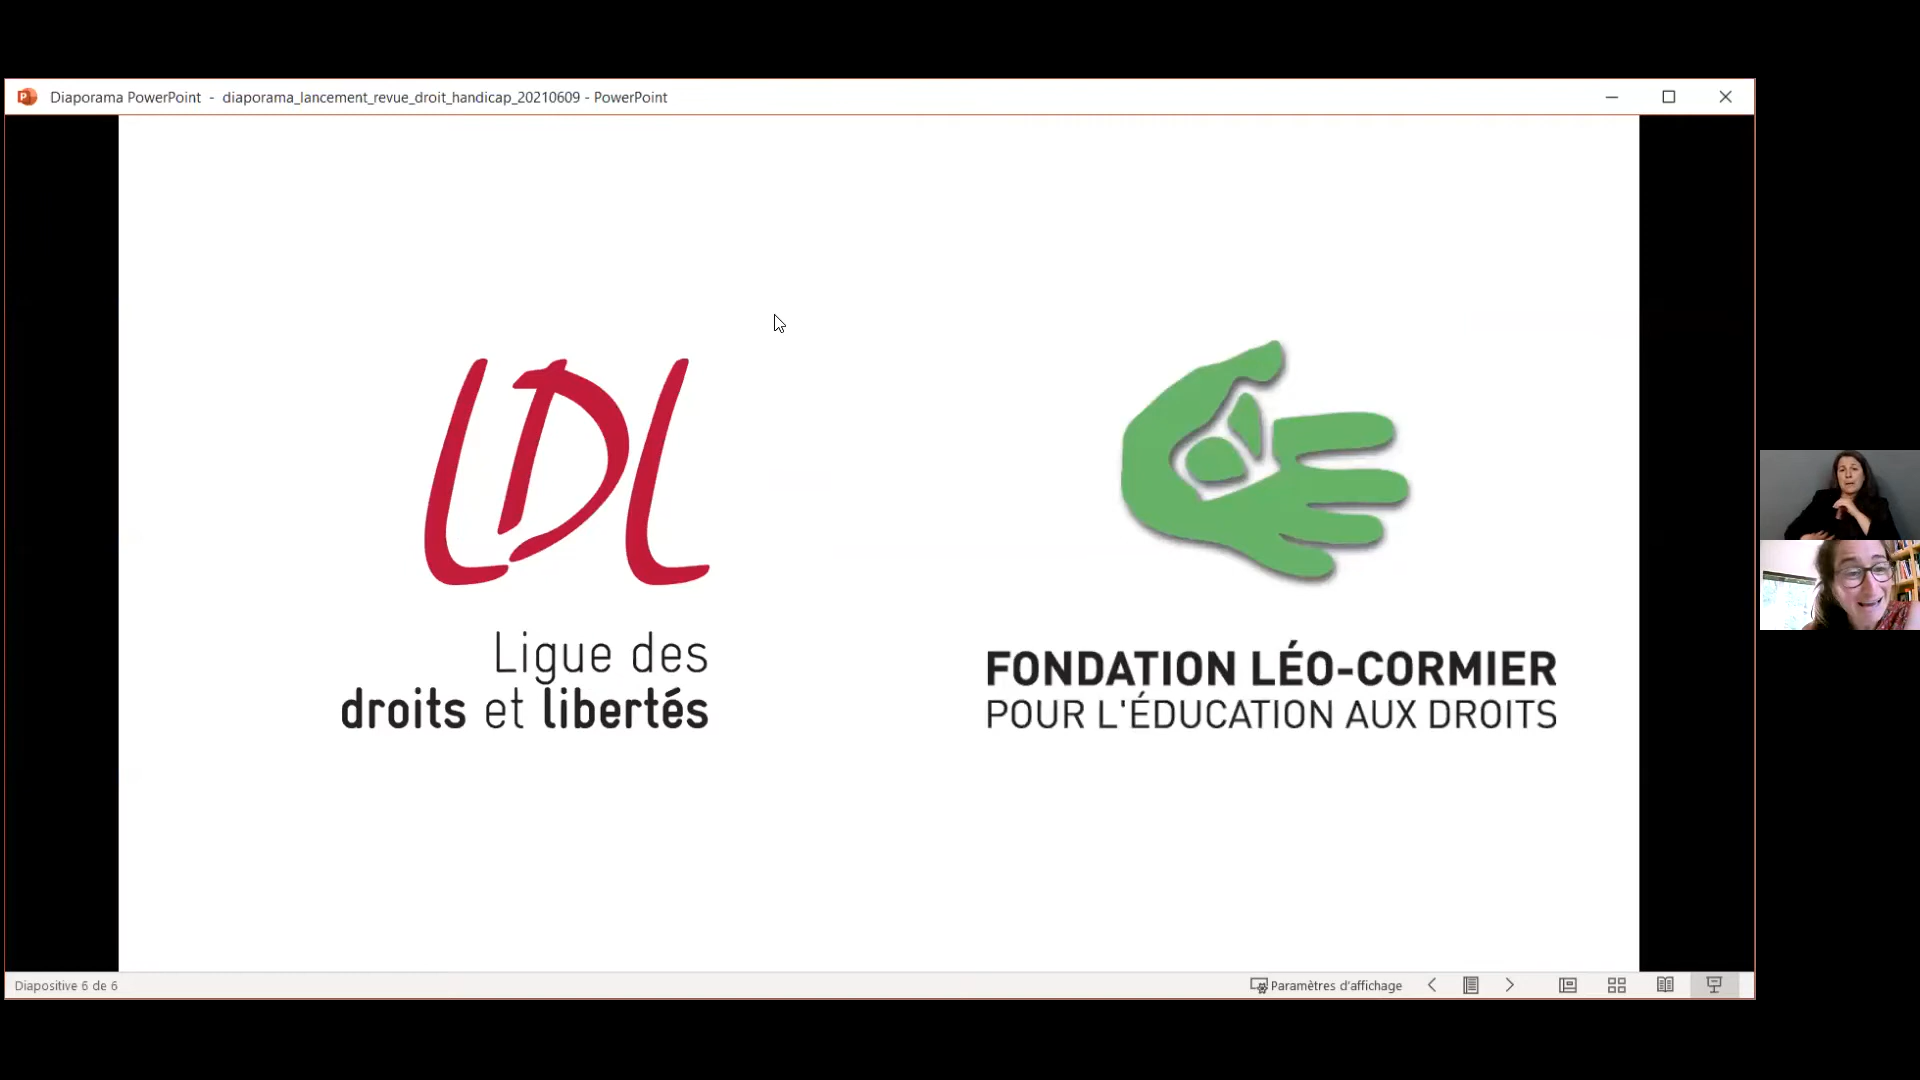 Diaporama PowerPoint - diaporama_lancement_revue_droit_handicap_20210609 - PowerPoint
LDL
Ligue des
droits et libertés
FONDATION LÉO-CORMIER
POUR L'ÉDUCATION AUX DROITS
Diapositive 6 de 6
Paramètres d'affichage